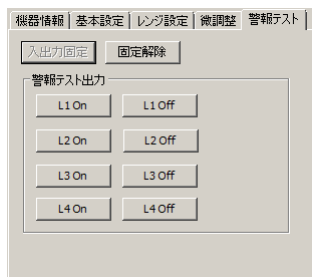 機器情報 基本設定 レンジ設定 微調整 警報テスト
入出力固定 固定解除
警報テスト出力
L1 On L1 Off
L2 On L2 Off
L3 On L3 Off
L4 On L4 Off